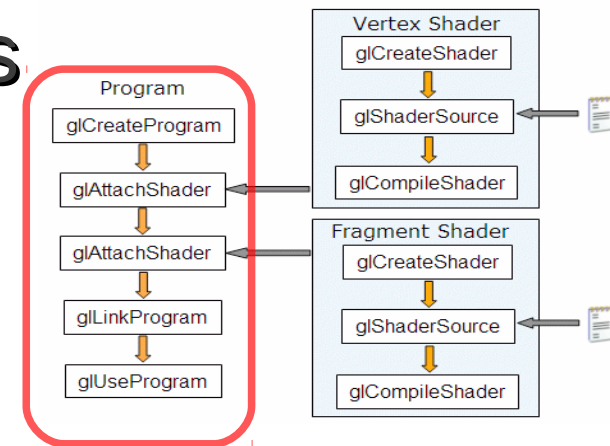 s
Program
glCreateProgram
glAttachShader
glAttachShader
glLinkProgram
glUseProgram
Vertex Shader
glCreateShader
glShaderSource
glCompileShader
Fragment Shader
glCreateShader
glShaderSource
glCompileShader